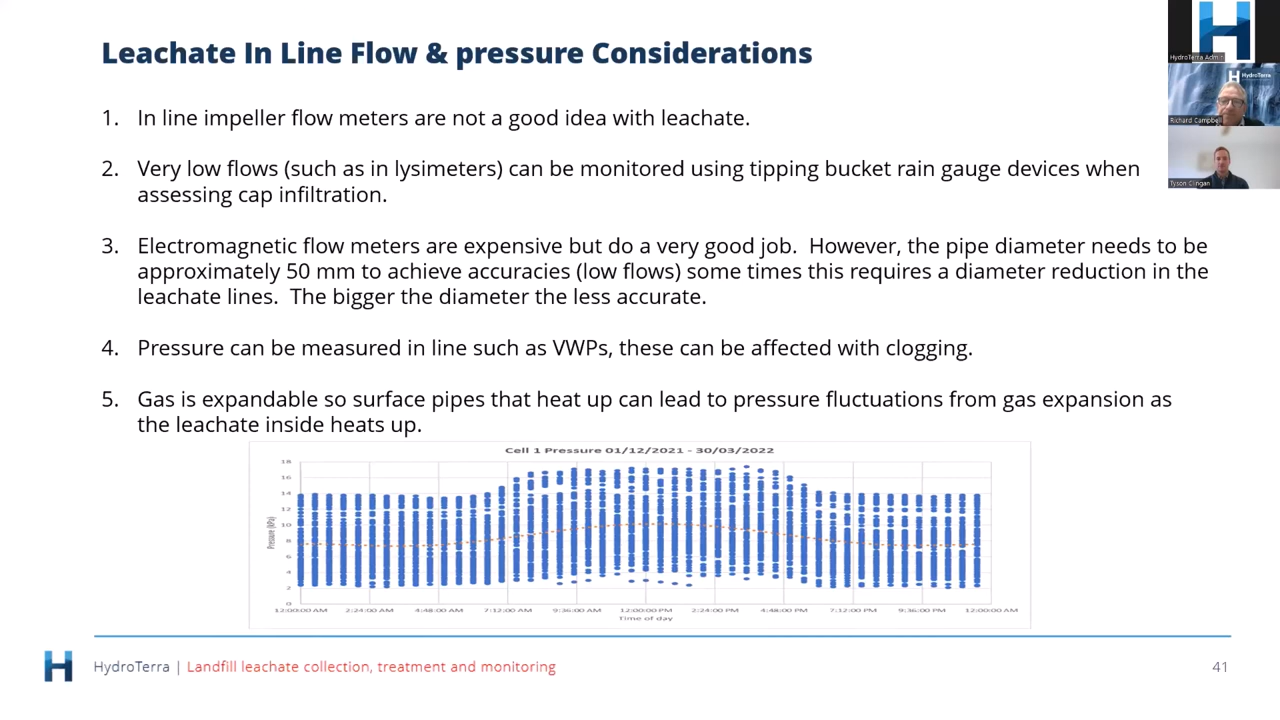 Leachate In Line Flow & pressure Considerations
1. In line impeller flow meters are not a good idea with leachate.
2. Very low flows (such as in lysimeters) can be monitored using tipping bucket rain gauge devices when
assessing cap infiltration.
3. Electromagnetic flow meters are expensive but do a very good job. However, the pipe diameter needs to be
approximately 50 mm to achieve accuracies (low flows) some times this requires a diameter reduction in the
leachate lines. The bigger the diameter the less accurate.
4. Pressure can be measured in line such as VWPs, these can be affected with clogging.
5. Gas is expandable so surface pipes that heat up can lead to pressure fluctuations from gas expansion as
the leachate inside heats up.
Cell 1 Pressure 01/12/2021 - 30/03/2022
Pressure (kPa)
18
16
14
12
10
8
6
4
2
0
12:00:00 AM 2:24:00 AM 4:48:00 AM 7:12:00 AM 9:36:00 AM 12:00:00 PM 2:24:00 PM 4:48:00 PM 7:12:00 PM 9:36:00 PM 12:00:00 AM
Time of day
HydroTerra | Landfill leachate collection, treatment and monitoring
41
HydroTerra
HydroTerra
Richard Campbell
Tyson Clingan